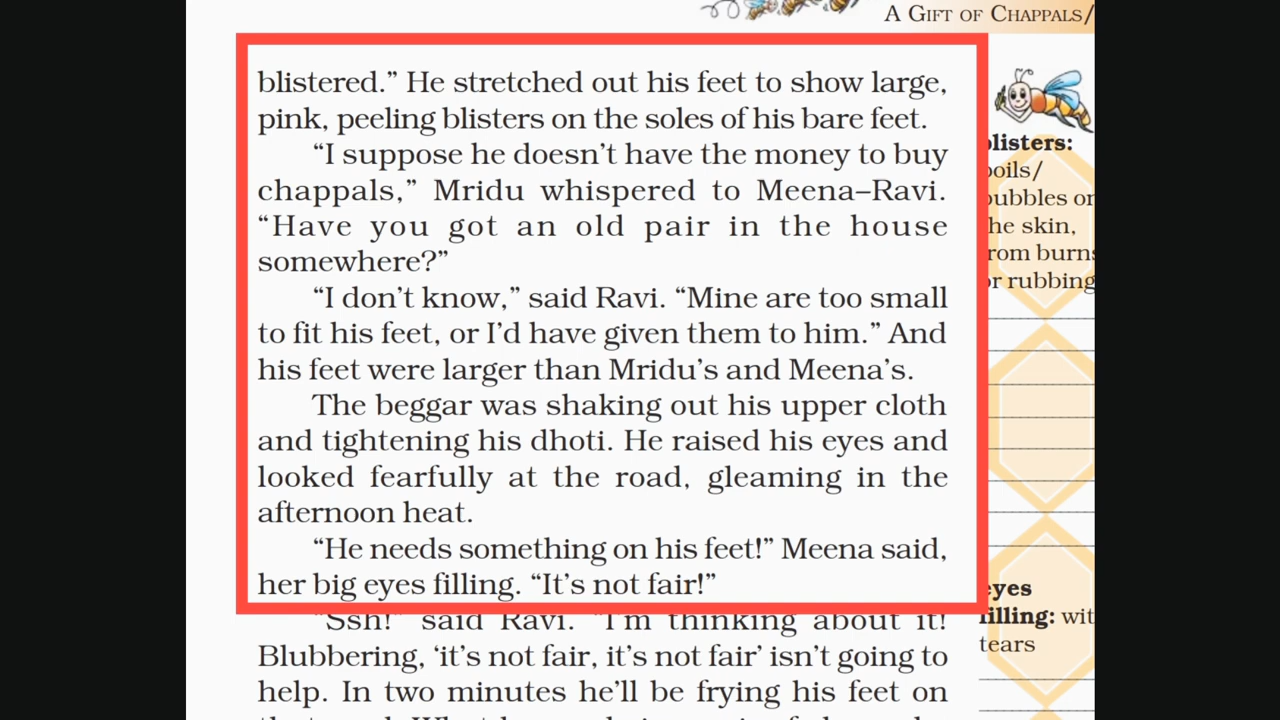 A GIFT OF CHAPPALS/
blistered.” He stretched out his feet to show large,
pink, peeling blisters on the soles of his bare feet.
“I suppose he doesn’t have the money to buy
chappals,” Mridu whispered to Meena–Ravi.
“Have you got an old pair in the house
somewhere?”
“I don’t know,” said Ravi. “Mine are too small
to fit his feet, or I’d have given them to him.” And
his feet were larger than Mridu’s and Meena’s.
The beggar was shaking out his upper cloth
and tightening his dhoti. He raised his eyes and
looked fearfully at the road, gleaming in the
afternoon heat.
“He needs something on his feet!” Meena said,
her big eyes filling. “It’s not fair!”
“Ssh!” said Ravi. “I’m thinking about it!
Blubbering, ‘it’s not fair, it’s not fair’ isn’t going to
help. In two minutes he’ll be frying his feet on
blisters:
boils/
bubbles on
the skin,
from burns
or rubbing
eyes
filling: wit
tears